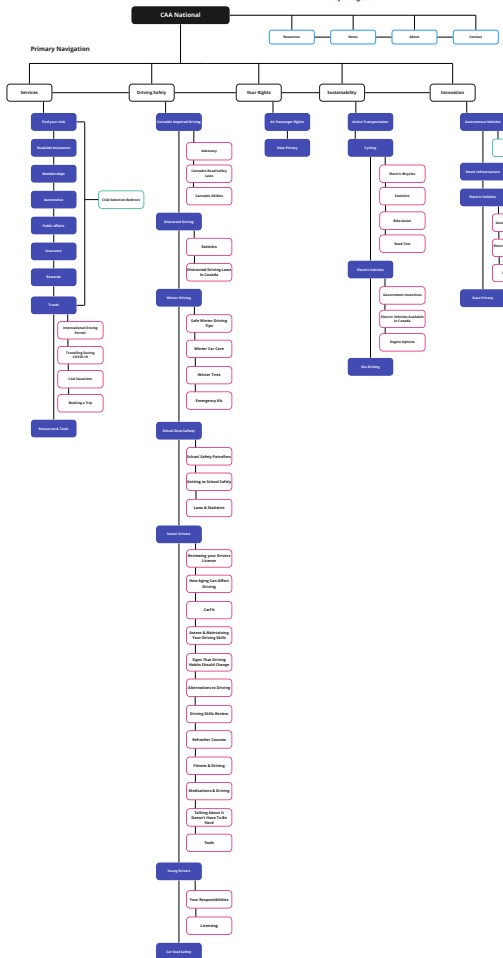 CAA National
Resources
News
About
Contact
Primary Navigation
Services
Driving Safety
Your Rights
Sustainability
Innovation
Find your club
Roadside Assistance
Memberships
Automotive
Public Affairs
Insurance
Rewards
Travel
Club Selection Redirect
International Driving
Permit
Travelling During
COVID-19
CAA Vacations
Booking a Trip
Resources & Tools
Cannabis Impaired Driving
Advocacy
Cannabis Road Safety
Laws
Cannabis Edibles
Distracted Driving
Satistics
Distracted Driving Laws
in Canada
Winter Driving
Safe Winter Driving
Tips
Winter Car Care
Winter Tires
Emergency Kit
School Zone Safety
School Safety Patrollers
Getting to School Safely
Laws & Statistics
Senior Drivers
Reviewing your Drivers
License
How Aging Can Affect
Driving
CarFit
Assess & Maintaining
Your Driving Skills
Signs That Driving
Habits Should Change
Alternatives to Driving
Driving Skills Review
Refresher Courses
Fitness & Driving
Medications & Driving
Talking About It
Doesn't Have To Be
Hard
Tools
Young Drivers
Your Responsibilities
Licensing
Car Seat Safety
Air Passenger Rights
Data Privacy
Active Transportation
Cycling
Electric Bicycles
Statistics
Bike Assist
Road Test
Electric Vehicles
Government Incentives
Electric Vehicles Available
in Canada
Engine Options
Eco Driving
Autonomous Vehicles
Smart Infrastructure
Electric Vehicles
Data Privacy